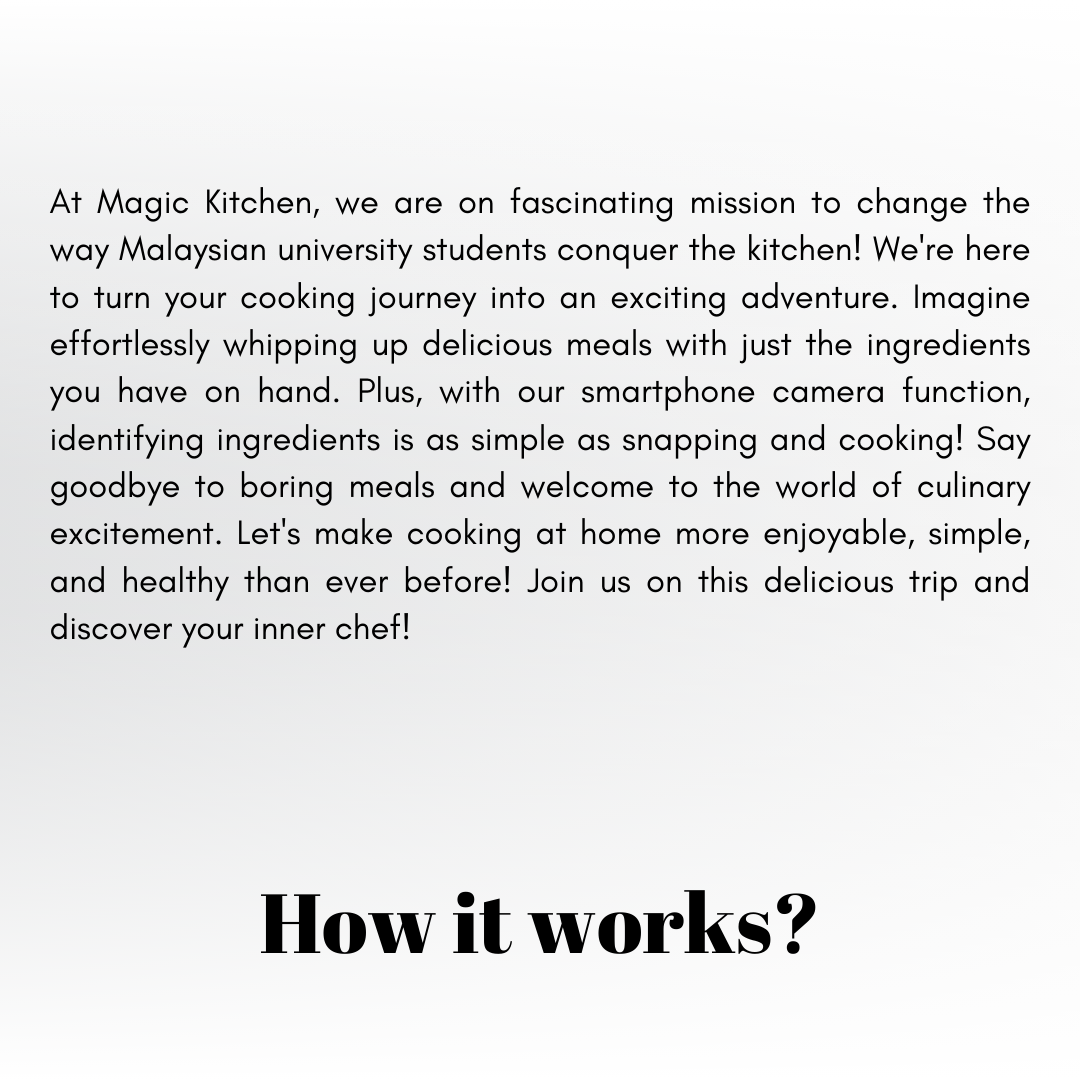 At Magic Kitchen, we are on fascinating mission to change the
way Malaysian university students conquer the kitchen! We're here
to turn your cooking journey into an exciting adventure. Imagine
effortlessly whipping up delicious meals with just the ingredients
you have on hand. Plus, with our smartphone camera function,
identifying ingredients is as simple as snapping and cooking! Say
goodbye to boring meals and welcome to the world of culinary
excitement. Let's make cooking at home more enjoyable, simple,
and healthy than ever before! Join us on this delicious trip and
discover your inner chef!
How it works?